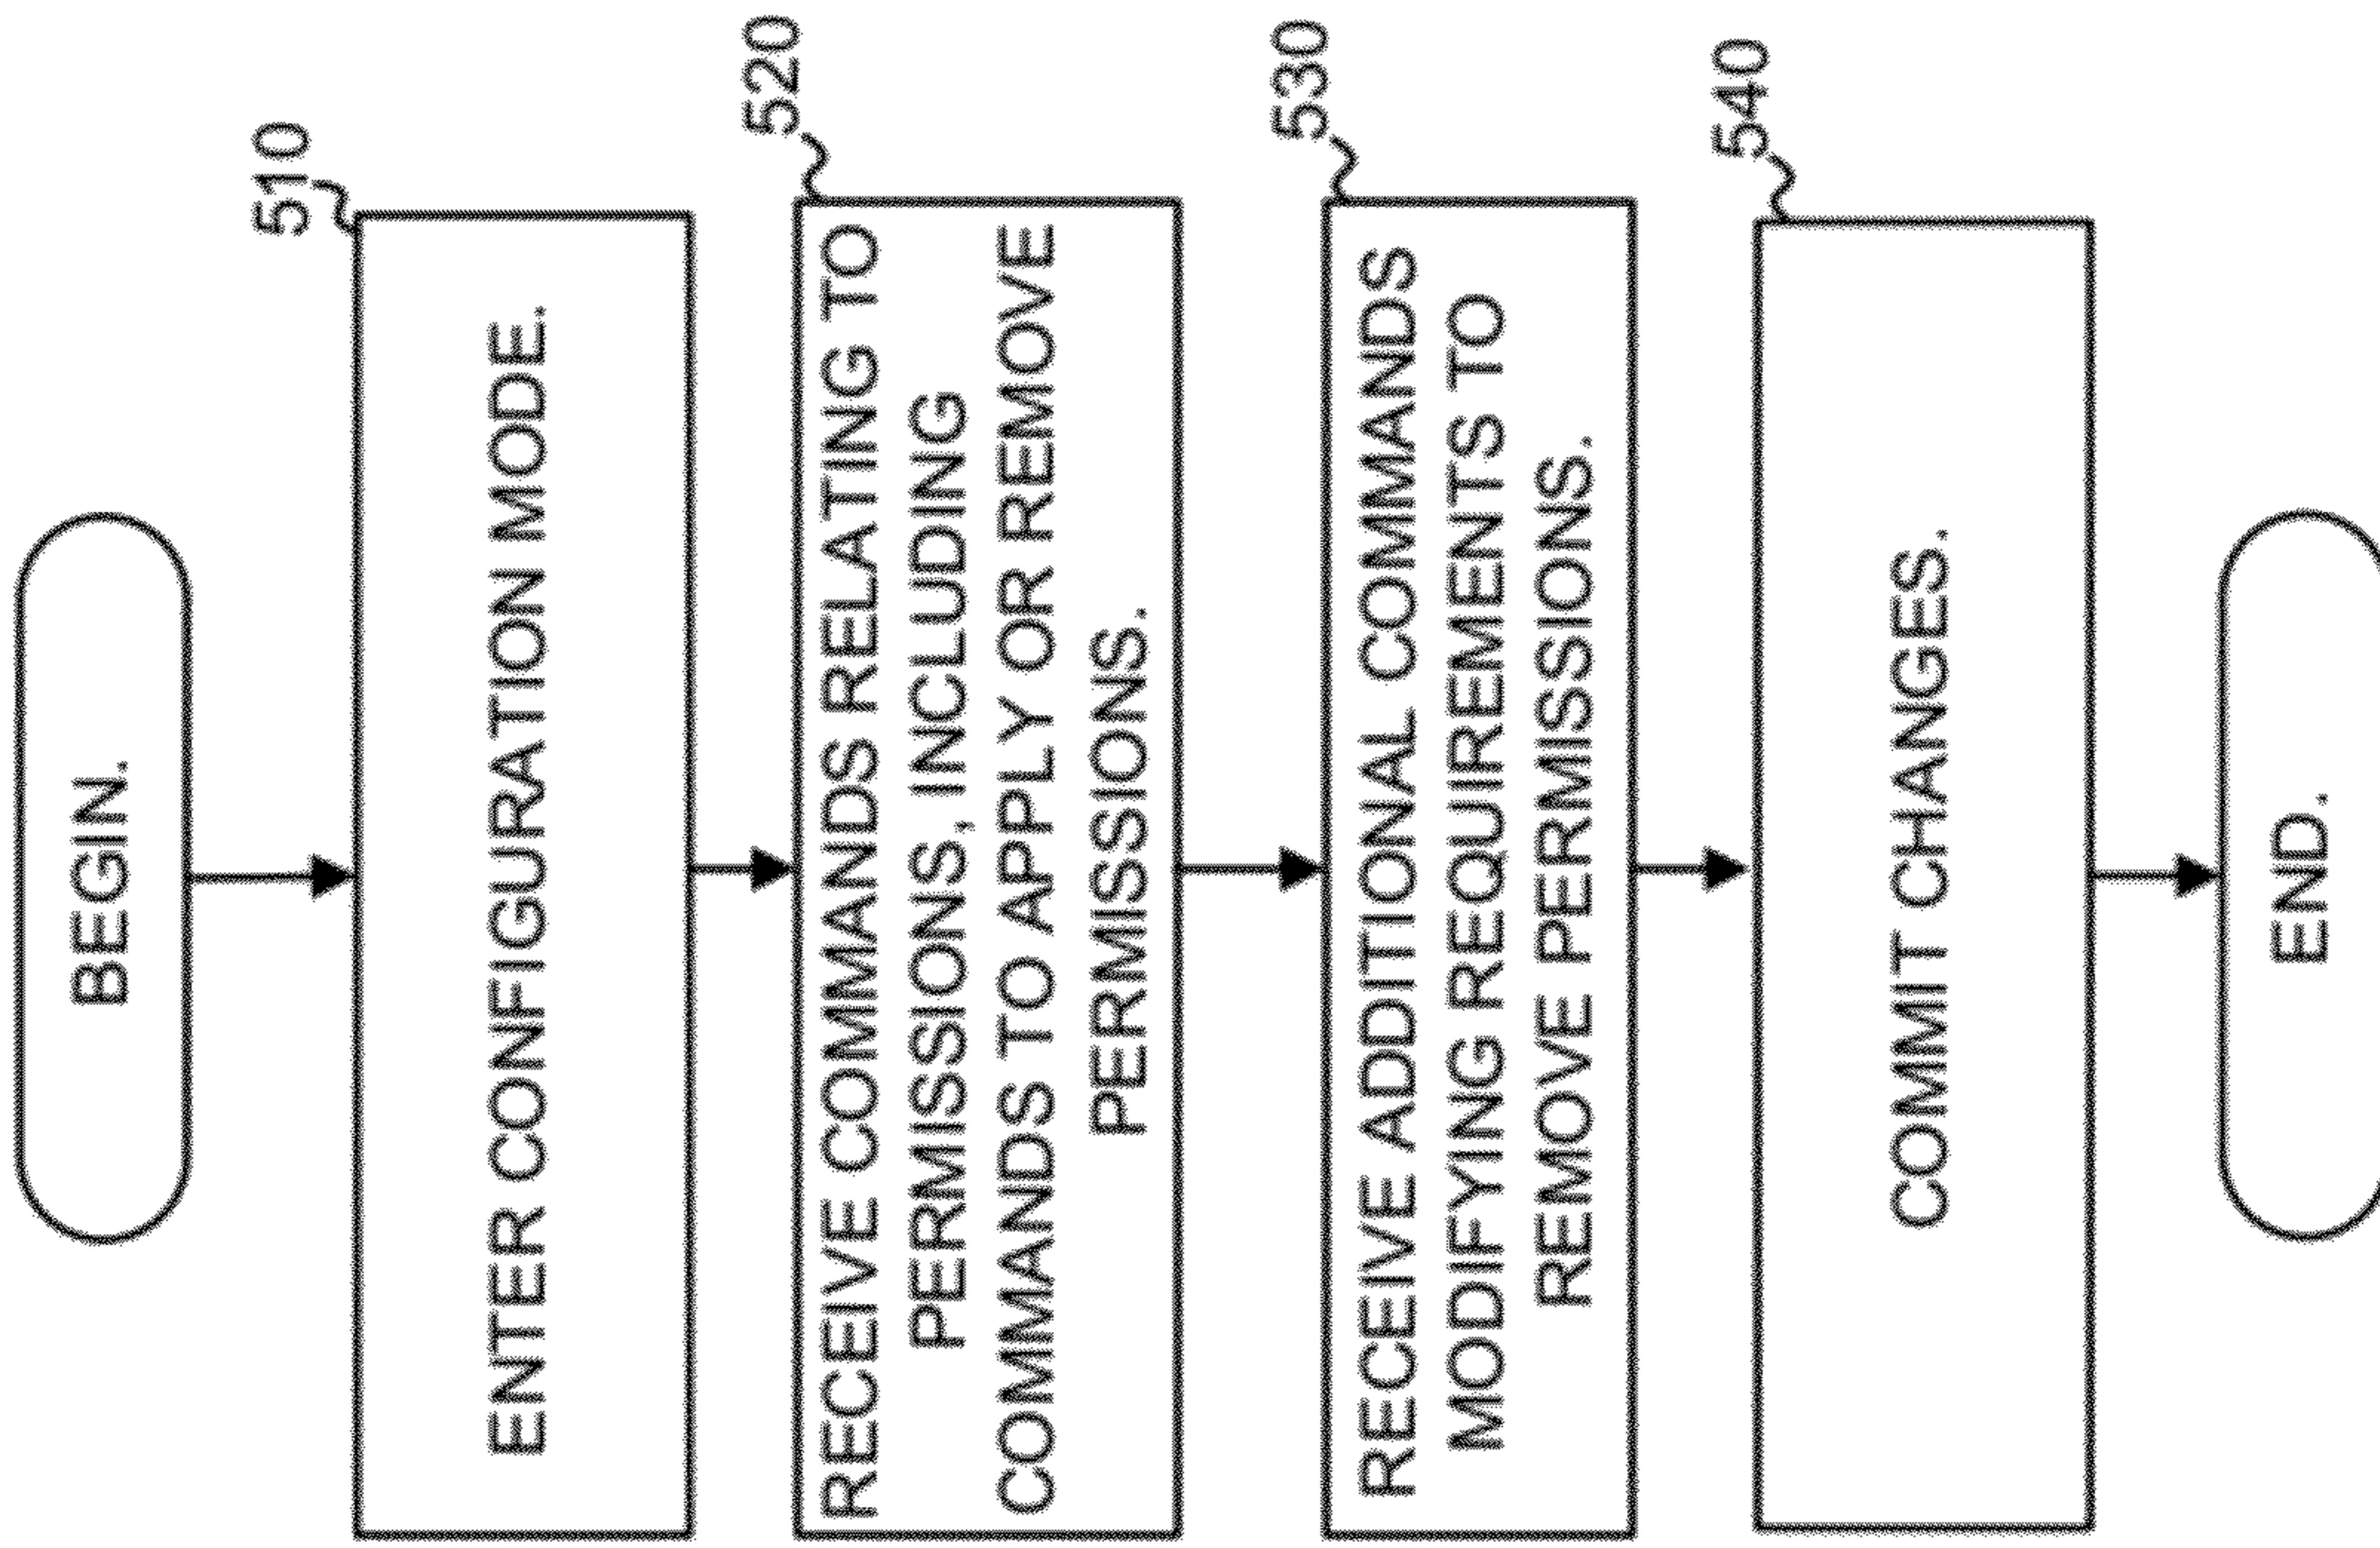 BEGIN.
510
ENTER CONFIGURATION MODE.
520
RECEIVE COMMANDS RELATING TO
PERMISSIONS, INCLUDING
COMMANDS TO APPLY OR REMOVE
PERMISSIONS.
530
RECEIVE ADDITIONAL COMMANDS
MODIFYING REQUIREMENTS TO
REMOVE PERMISSIONS.
540
COMMIT CHANGES.
END.